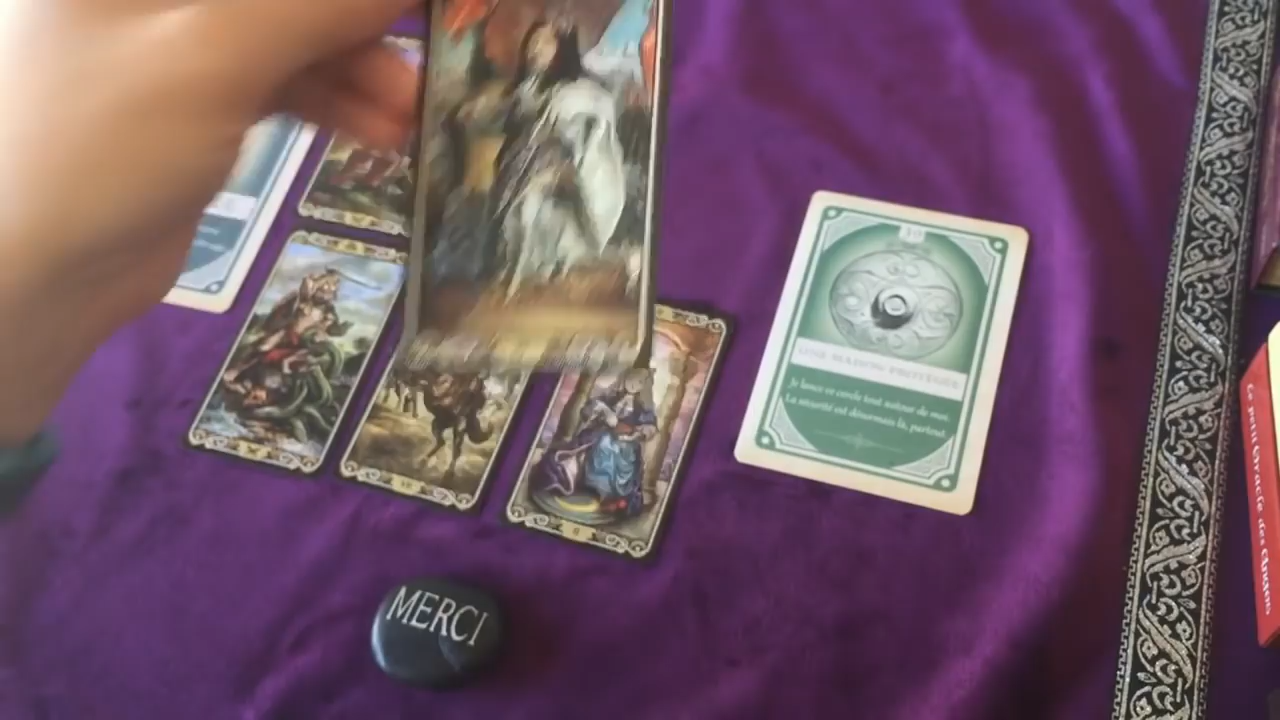 39
UNE MAISON PROTÉGÉE
Je lance ce cercle tout autour de moi.
La sécurité est désormais là, partout.
MERCI
Le petit Oracle des Anges